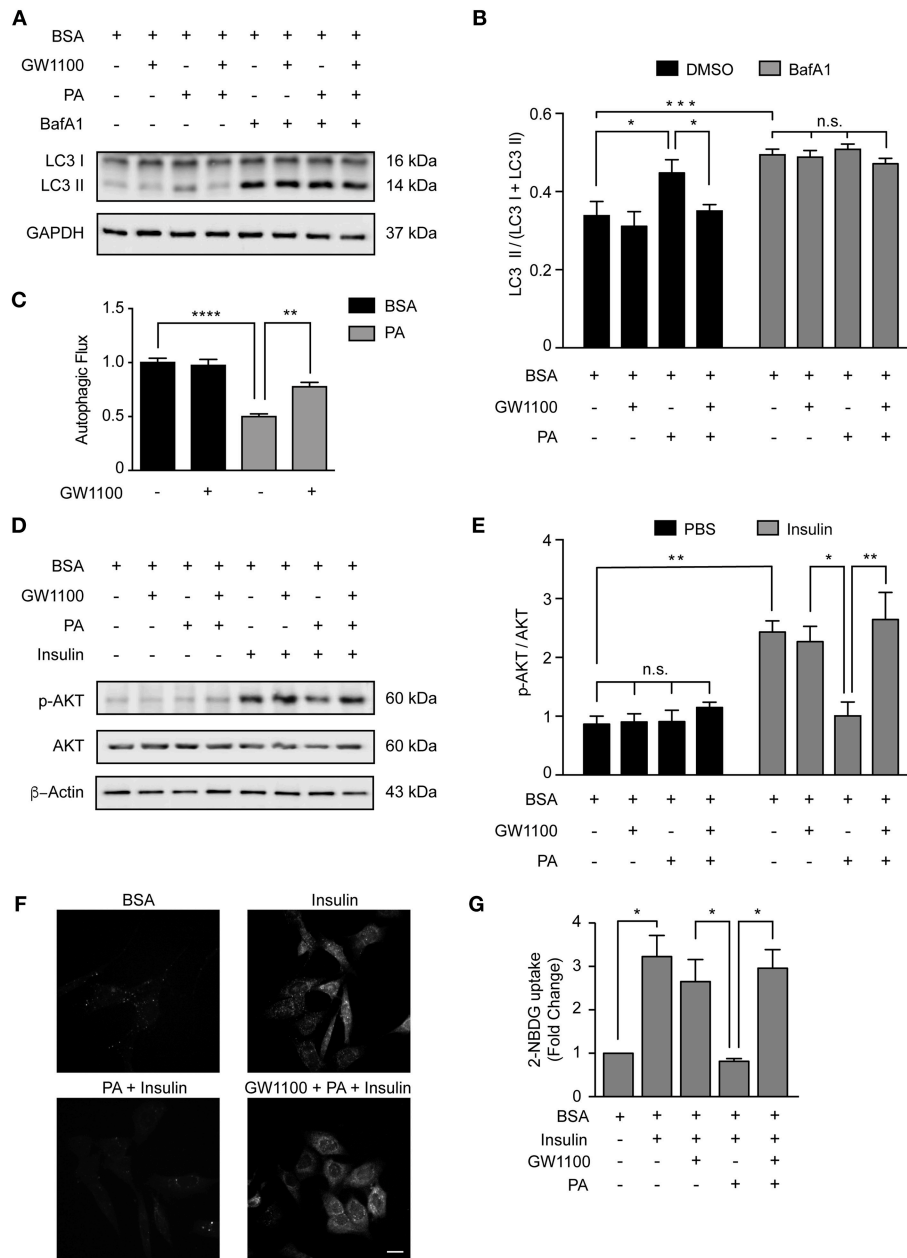 A
BSA + + + + + + + +
GW1100 - + - + - + - +
PA - - + + - - + +
BafA1 - - - - + + + +
LC3 I 16 kDa
LC3 II 14 kDa
GAPDH 37 kDa
B
DMSO BafA1
LC3 II / (LC3 I + LC3 II)
0.6
0.4
0.2
0
* * *
* *
n.s.
BSA + + + + + + + +
GW1100 - + - + - + - +
PA - - + + - - + +
C
BSA
PA
Autophagic Flux
1.5
1.0
0.5
0
**** **
GW1100 - + - +
D
BSA + + + + + + + +
GW1100 - + - + - + - +
PA - - + + - - + +
Insulin - - - - + + + +
p-AKT 60 kDa
AKT 60 kDa
β–Actin 43 kDa
E
PBS Insulin
p-AKT / AKT
4
3
2
1
0
** * **
n.s.
BSA + + + + + + + +
GW1100 - + - + - + - +
PA - - + + - - + +
F
BSA Insulin
PA + Insulin GW1100 + PA + Insulin
G
2-NBDG uptake
(Fold Change)
4
3
2
1
0
* * *
BSA + + + + +
Insulin - + + + +
GW1100 - - + - +
PA - - - + +